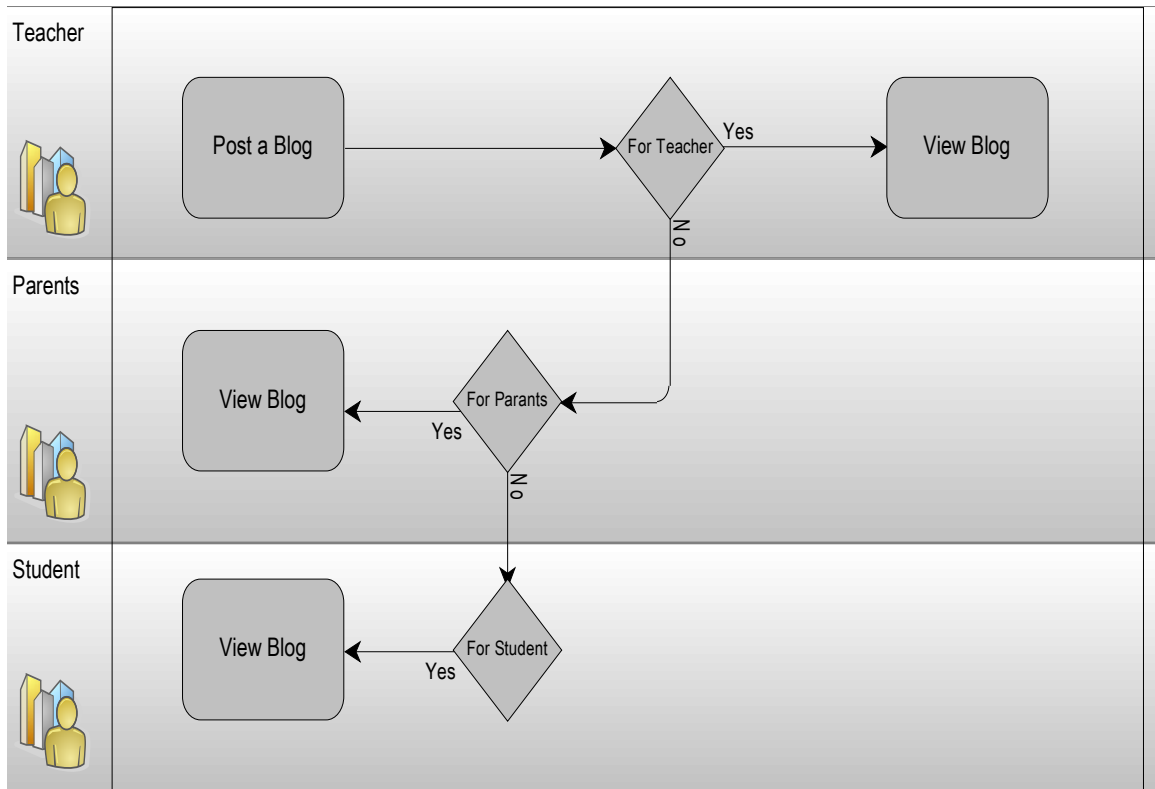 Teacher
Post a Blog
For Teacher
Yes
View Blog
No
Parents
View Blog
For Parants
Yes
No
Student
View Blog
For Student
Yes